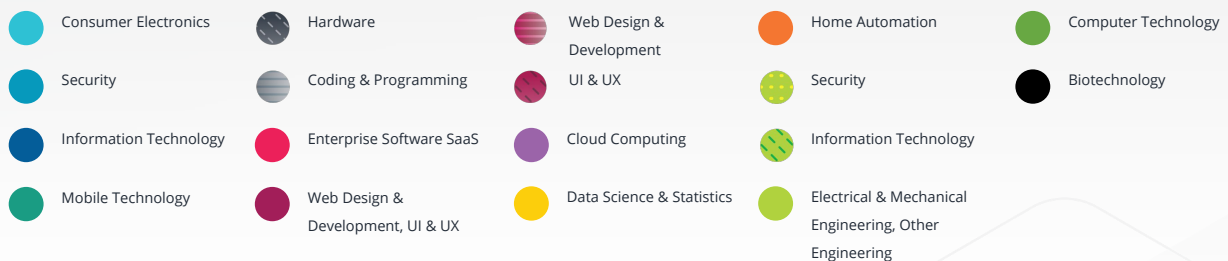 Consumer Electronics
Security
Information Technology
Mobile Technology
Hardware
Coding & Programming
Enterprise Software SaaS
Web Design &
Development, UI & UX
Web Design &
Development
UI & UX
Cloud Computing
Data Science & Statistics
Home Automation
Security
Information Technology
Electrical & Mechanical
Engineering, Other
Engineering
Computer Technology
Biotechnology